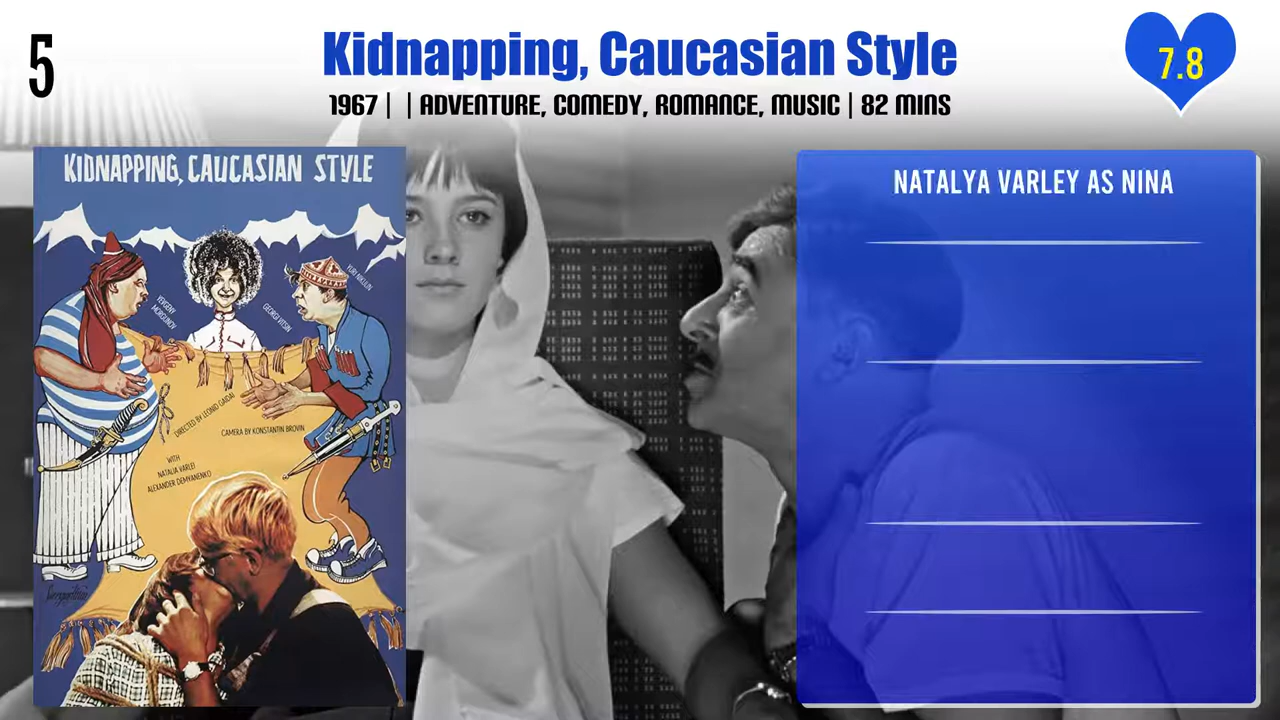 5
Kidnapping, Caucasian Style
7.8
1967 | | ADVENTURE, COMEDY, ROMANCE, MUSIC | 82 MINS
KIDNAPPING, CAUCASIAN STYLE
YEVGENY
MORGUNOV
GEORGI VITSIN
YURI NIKULIN
DIRECTED BY LEONID GAIDAI
CAMERA BY KONSTANTIN BROVIN
WITH
NATALIA VARLEI
ALEXANDER DEMYANENKO
NATALYA VARLEY AS NINA